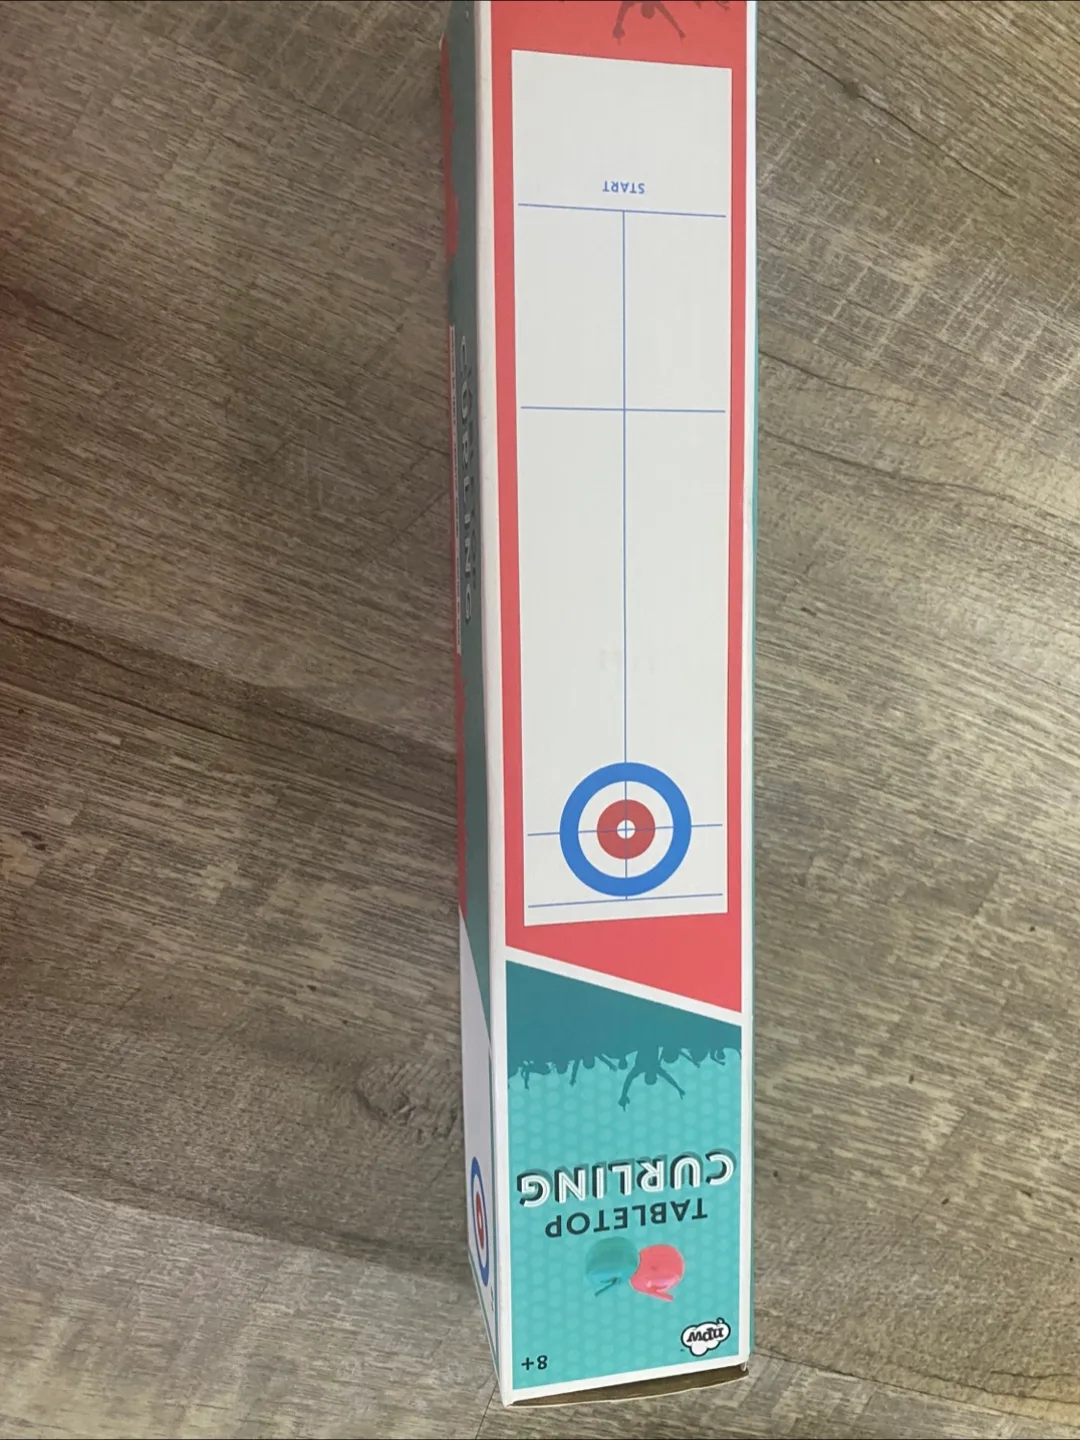 npw
8+
TABLETOP
CURLING
START
CURLING